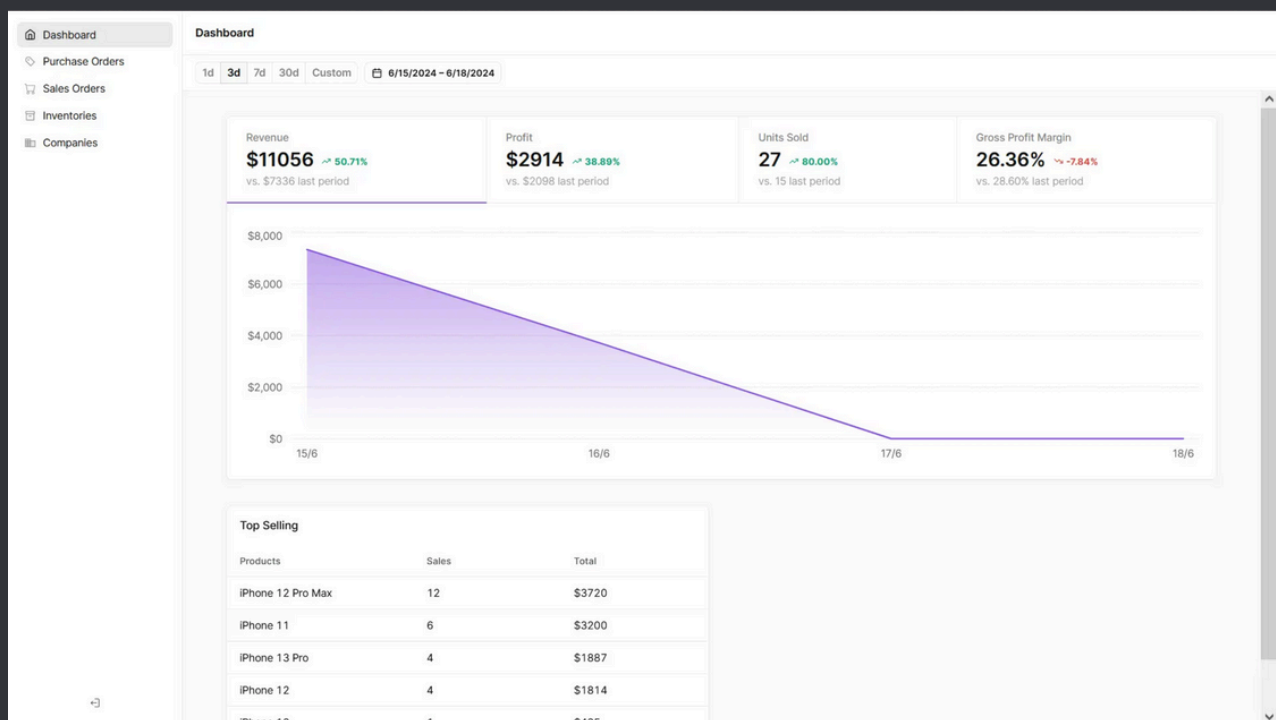 Dashboard
Purchase Orders
Sales Orders
Inventories
Companies
Dashboard
1d 3d 7d 30d Custom 6/15/2024 – 6/18/2024
Revenue
$11056 50.71%
vs. $7336 last period
Profit
$2914 38.89%
vs. $2098 last period
Units Sold
27 80.00%
vs. 15 last period
Gross Profit Margin
26.36% -7.84%
vs. 28.60% last period
$8,000
$6,000
$4,000
$2,000
$0
15/6 16/6 17/6 18/6
Top Selling
Products Sales Total
iPhone 12 Pro Max 12 $3720
iPhone 11 6 $3200
iPhone 13 Pro 4 $1887
iPhone 12 4 $1814